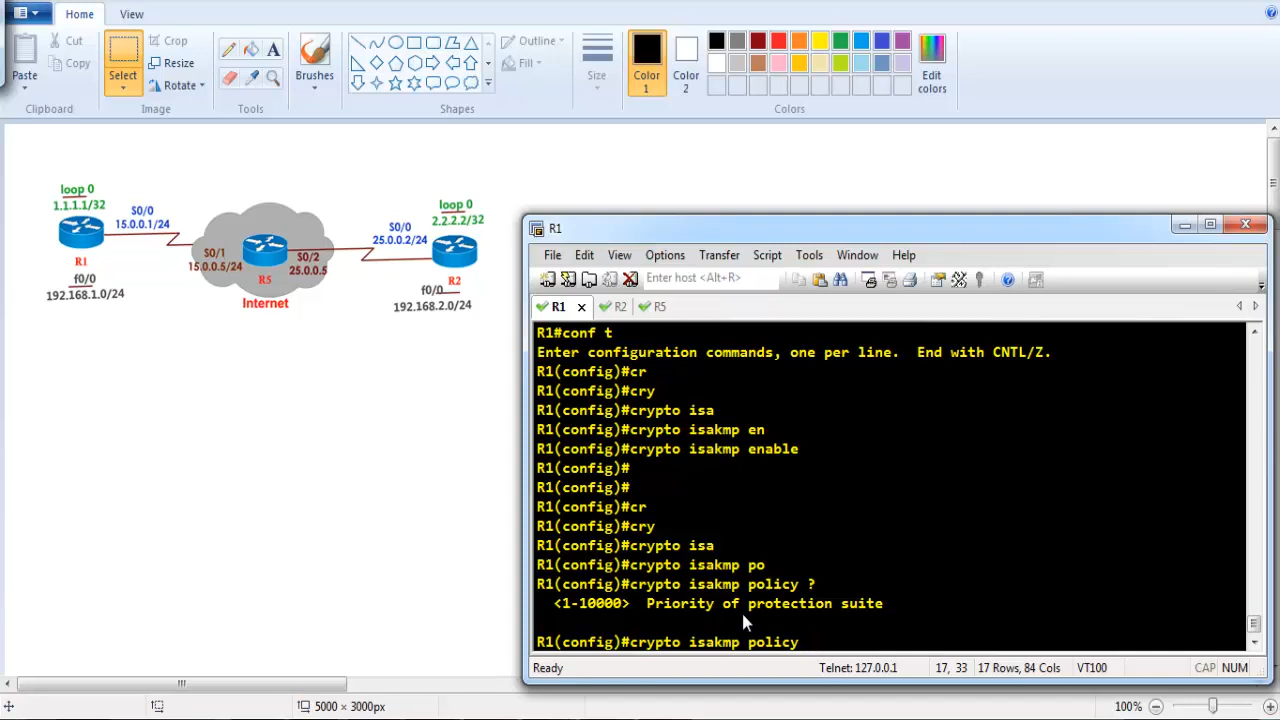 Home
View
Cut
Copy
Paste
Clipboard
Select
Crop
Resize
Rotate
Image
A
Tools
Brushes
Outline
Fill
Shapes
Size
Color
1
Color
2
Edit
colors
Colors
loop 0
1.1.1.1/32
S0/0
15.0.0.1/24
R1
f0/0
192.168.1.0/24
S0/1
15.0.0.5/24
R5
S0/2
25.0.0.5
Internet
S0/0
25.0.0.2/24
loop 0
2.2.2.2/32
R2
f0/0
192.168.2.0/24
R1
File Edit View Options Transfer Script Tools Window Help
Enter host <Alt+R>
R1 R2 R5
R1#conf t
Enter configuration commands, one per line.  End with CNTL/Z.
R1(config)#cr
R1(config)#cry
R1(config)#crypto isa
R1(config)#crypto isakmp en
R1(config)#crypto isakmp enable
R1(config)#
R1(config)#
R1(config)#cr
R1(config)#cry
R1(config)#crypto isa
R1(config)#crypto isakmp po
R1(config)#crypto isakmp policy ?
<1-10000>  Priority of protection suite
R1(config)#crypto isakmp policy
Ready Telnet: 127.0.0.1 17, 33 17 Rows, 84 Cols VT100 CAP NUM
5000 × 3000px 100%